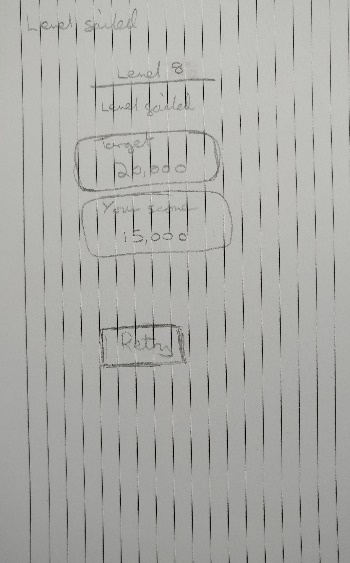 Level failed
Level 8
Level failed
Target
20,000
Your score
15,000
Retry